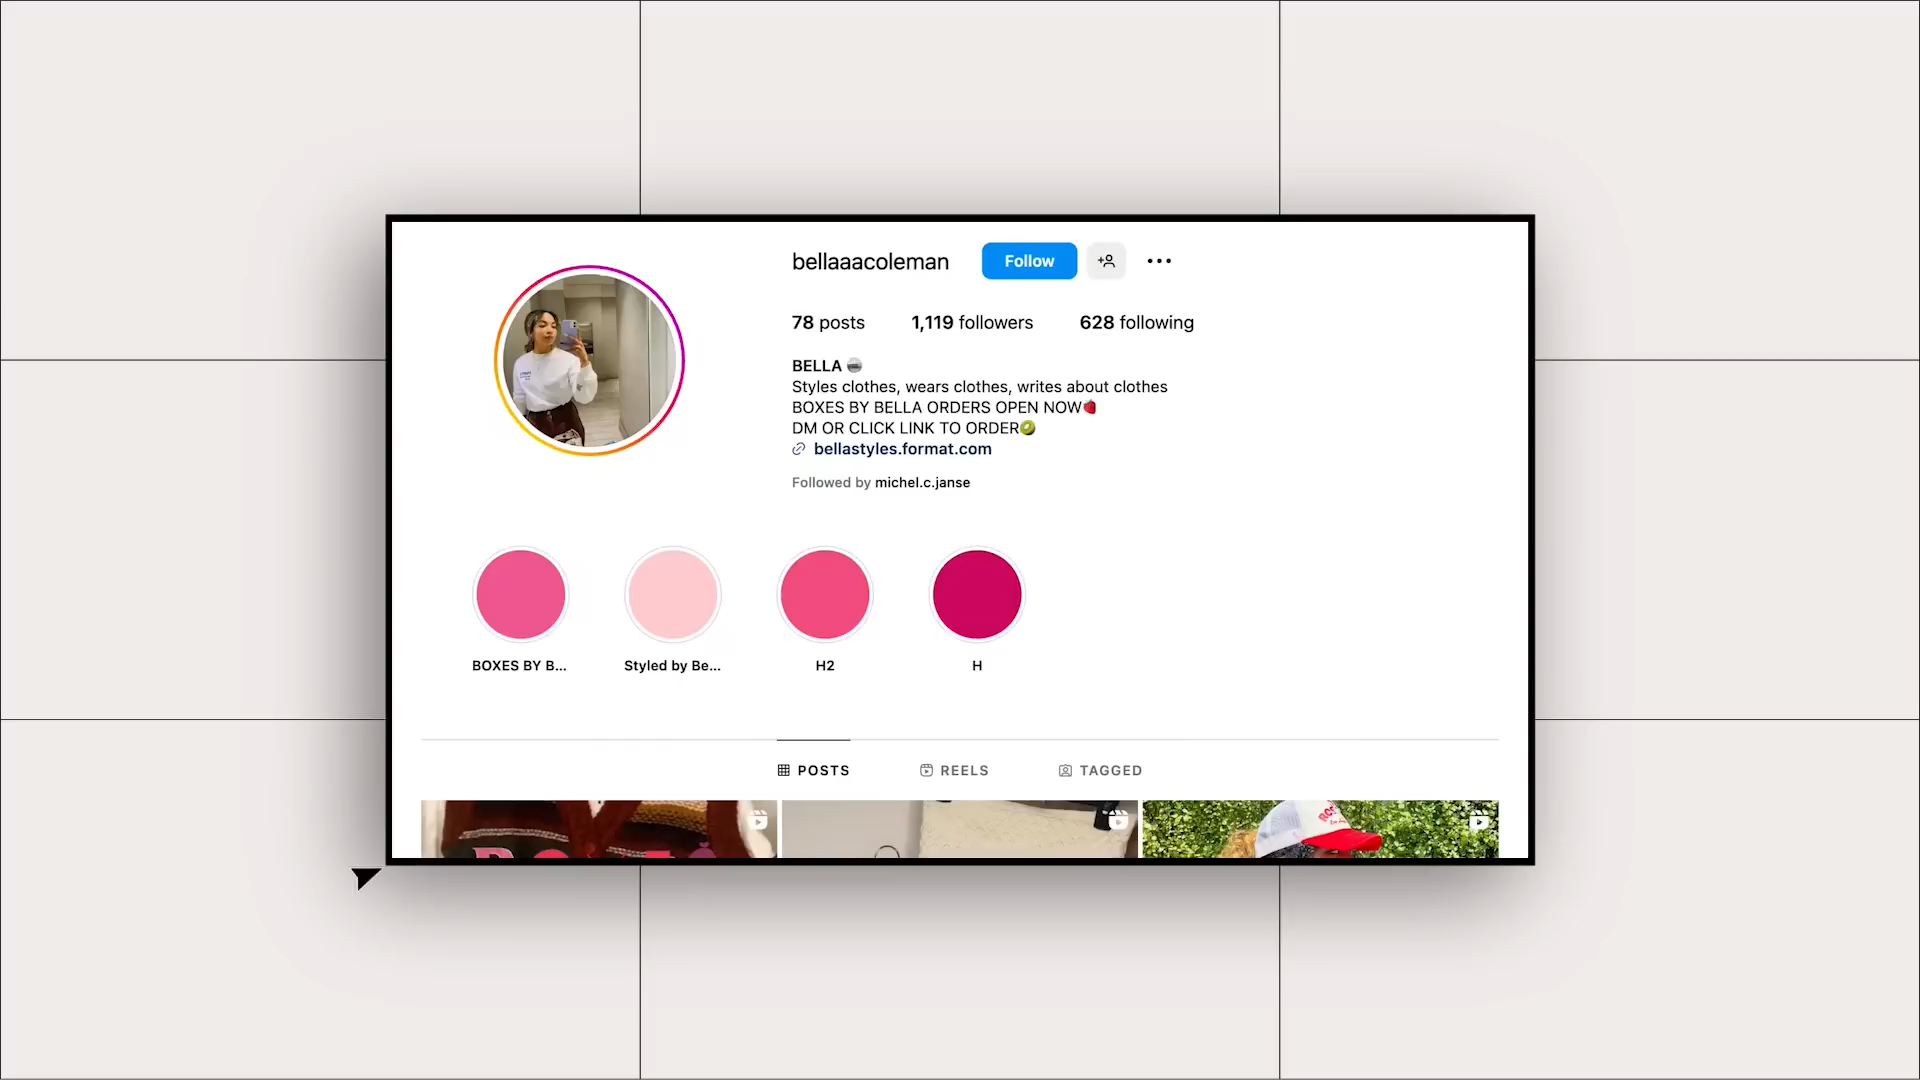 bellaaacoleman
Follow
78 posts 1,119 followers 628 following
BELLA
Styles clothes, wears clothes, writes about clothes
BOXES BY BELLA ORDERS OPEN NOW🍓
DM OR CLICK LINK TO ORDER🥝
bellastyles.format.com
Followed by michel.c.janse
BOXES BY B... Styled by Be... H2 H
POSTS REELS TAGGED